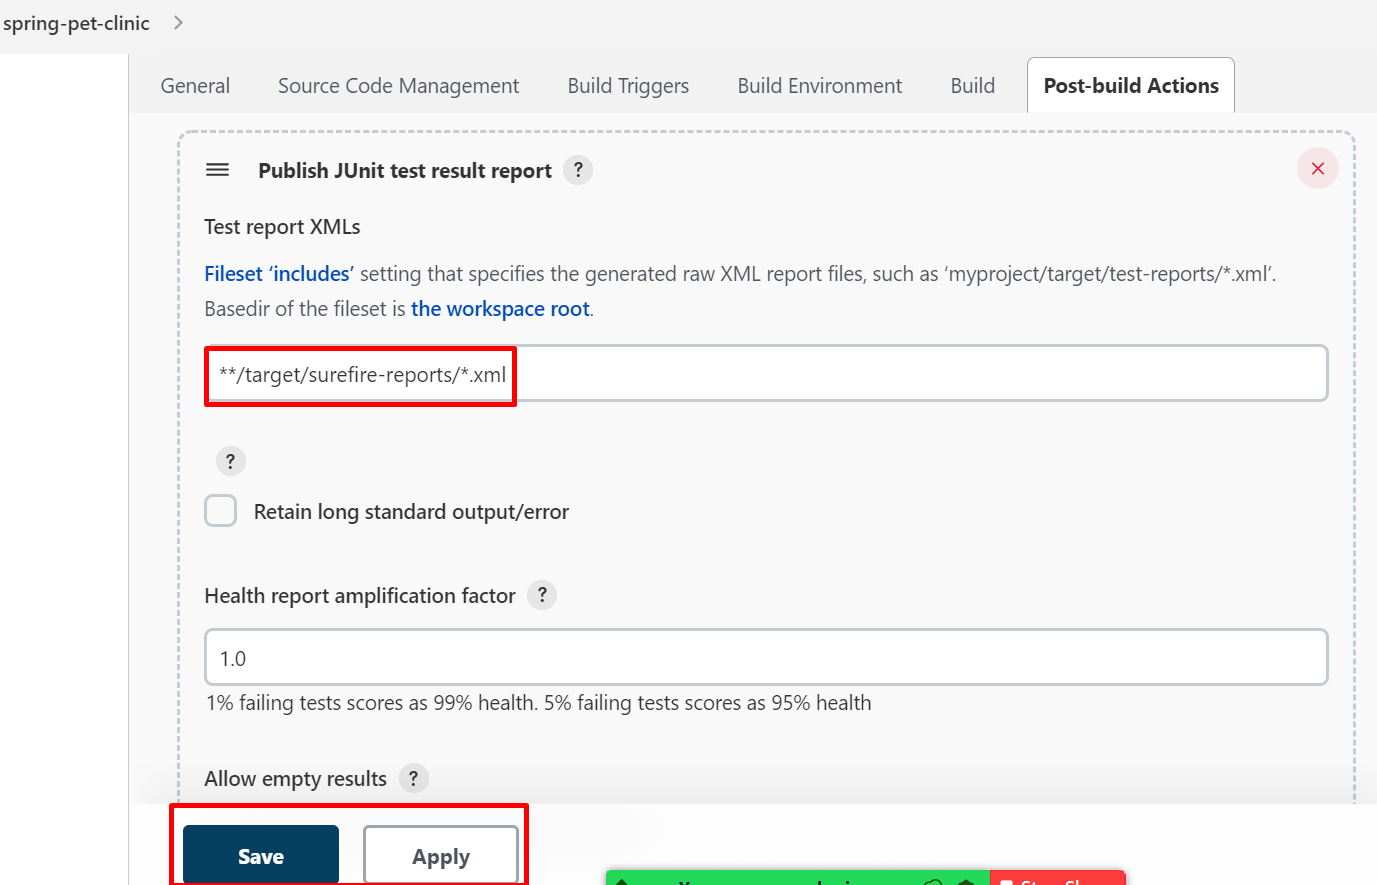 spring-pet-clinic
General Source Code Management Build Triggers Build Environment Build Post-build Actions
Publish JUnit test result report ?
Test report XMLs
Fileset ‘includes’ setting that specifies the generated raw XML report files, such as ‘myproject/target/test-reports/*.xml’.
Basedir of the fileset is the workspace root.
**/target/surefire-reports/*.xml
?
Retain long standard output/error
Health report amplification factor ?
1.0
1% failing tests scores as 99% health. 5% failing tests scores as 95% health
Allow empty results ?
Save Apply